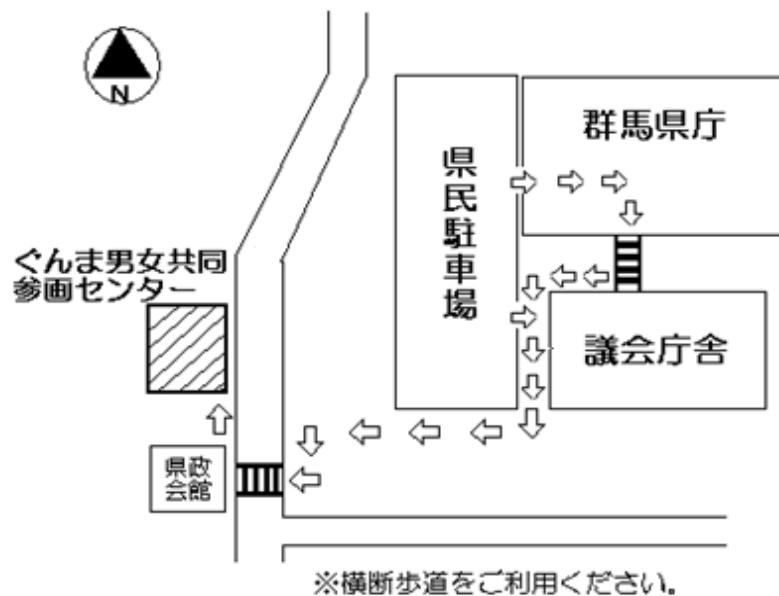 N
群馬県庁
県民駐車場
ぐんま男女共同
参画センター
議会庁舎
県政
会館
※横断歩道をご利用ください。